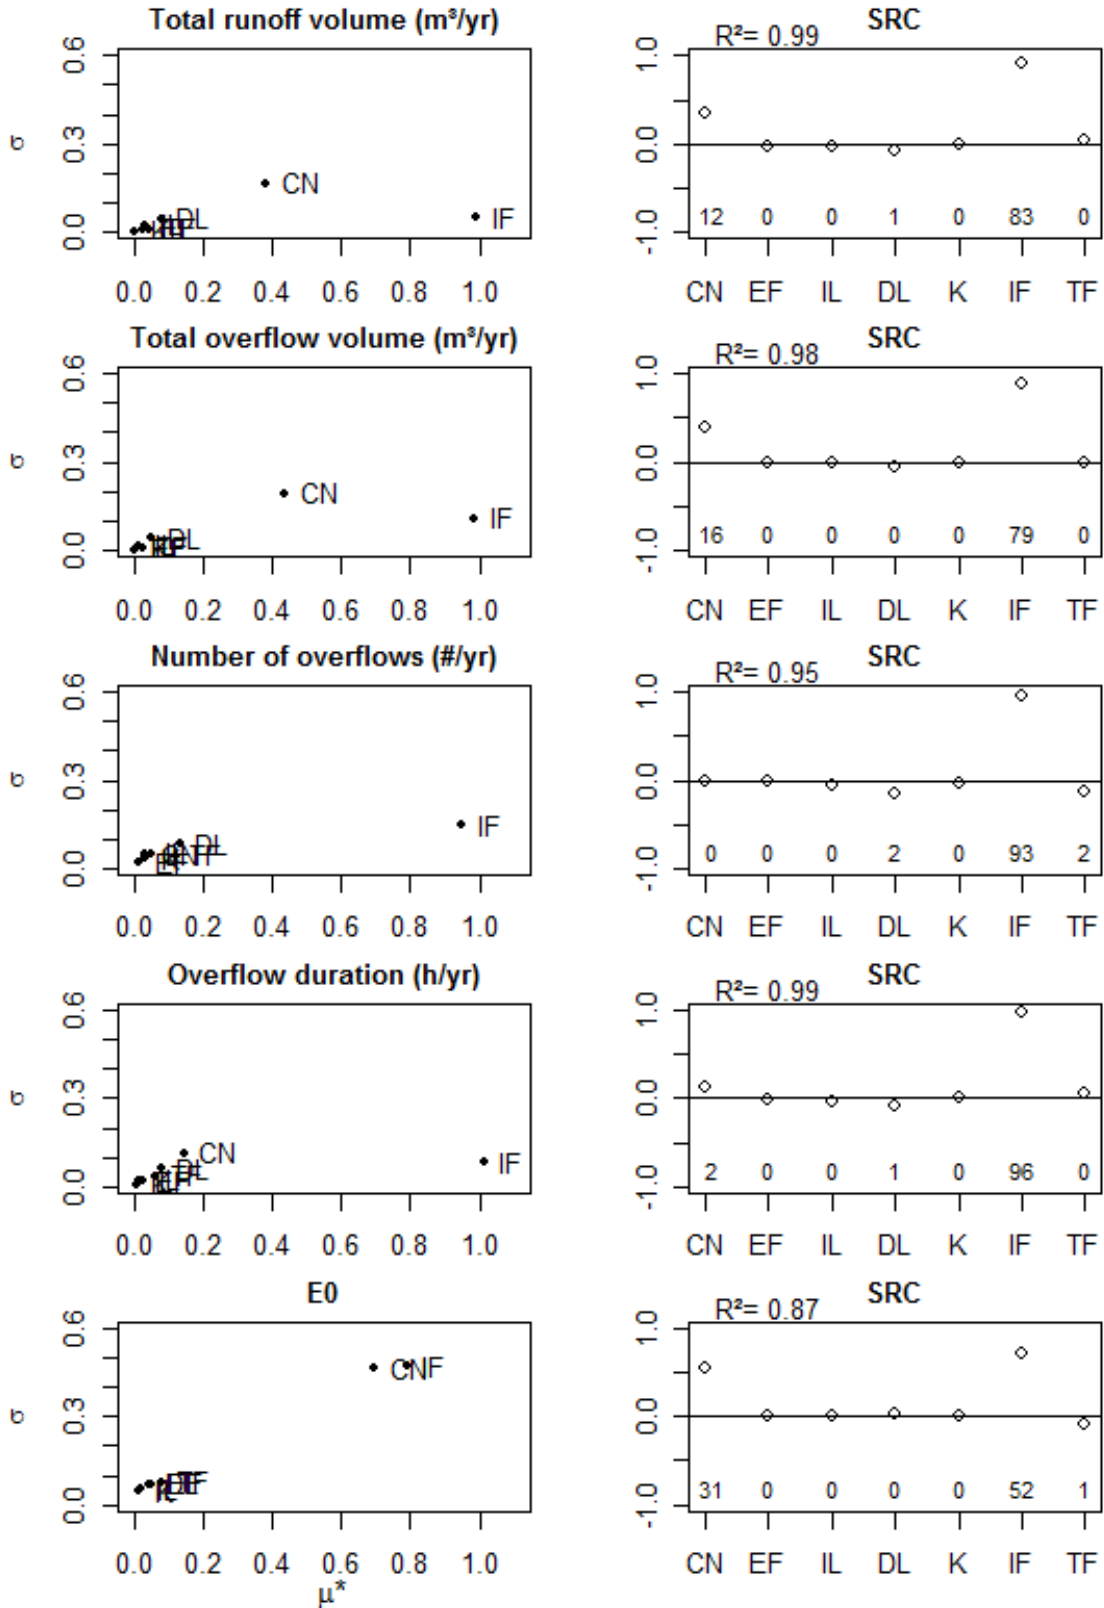 Total runoff volume (m³/yr)
σ
0.0 0.3 0.6
CN
DL
IF
0.0 0.2 0.4 0.6 0.8 1.0
SRC
R²= 0.99
-1.0 0.0 1.0
12 0 0 1 0 83 0
CN EF IL DL K IF TF
Total overflow volume (m³/yr)
σ
0.0 0.3 0.6
CN
DL
IF
0.0 0.2 0.4 0.6 0.8 1.0
SRC
R²= 0.98
-1.0 0.0 1.0
16 0 0 0 0 79 0
CN EF IL DL K IF TF
Number of overflows (#/yr)
σ
0.0 0.3 0.6
DL
IF
0.0 0.2 0.4 0.6 0.8 1.0
SRC
R²= 0.95
-1.0 0.0 1.0
0 0 0 2 0 93 2
CN EF IL DL K IF TF
Overflow duration (h/yr)
σ
0.0 0.3 0.6
CN
DL
IF
0.0 0.2 0.4 0.6 0.8 1.0
SRC
R²= 0.99
-1.0 0.0 1.0
2 0 0 1 0 96 0
CN EF IL DL K IF TF
E0
σ
0.0 0.3 0.6
CN IF
TF
0.0 0.2 0.4 0.6 0.8 1.0
μ*
SRC
R²= 0.87
-1.0 0.0 1.0
31 0 0 0 0 52 1
CN EF IL DL K IF TF